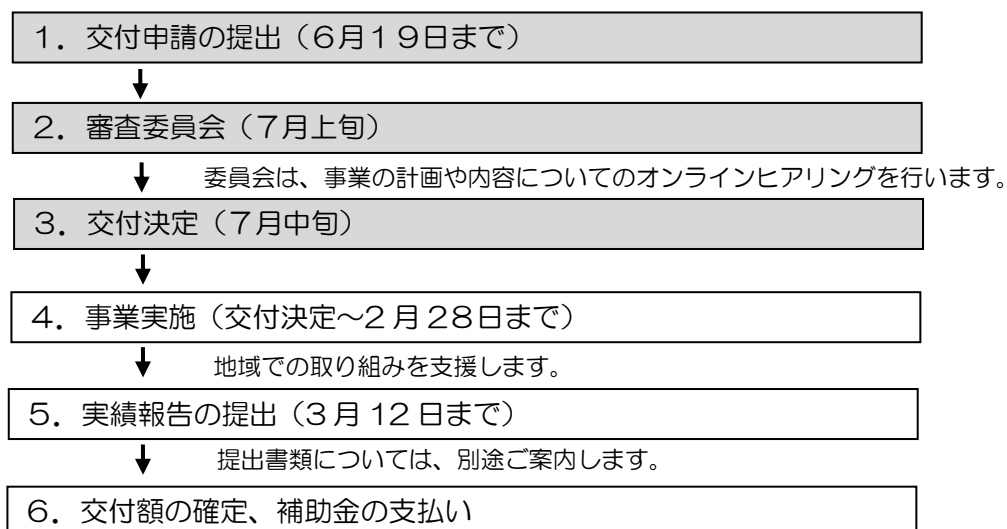 １．交付申請の提出（６月１９日まで）
２．審査委員会（７月上旬）
委員会は、事業の計画や内容についてのオンラインヒアリングを行います。
３．交付決定（７月中旬）
４．事業実施（交付決定～２月２８日まで）
地域での取り組みを支援します。
５．実績報告の提出（３月12日まで）
提出書類については、別途ご案内します。
６．交付額の確定、補助金の支払い